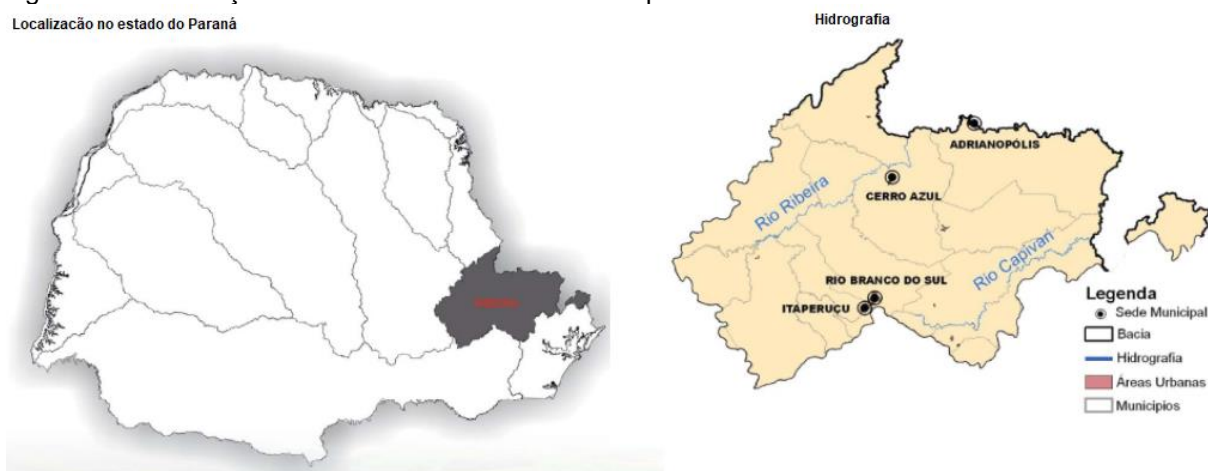 Localizacão no estado do Paraná
Hidrografia
ADRIANOPÓLIS
CERRO AZUL
Rio Ribeira
Rio Capivari
RIO BRANCO DO SUL
ITAPERUÇU
Legenda
Sede Municipal
Bacia
Hidrografia
Áreas Urbanas
Municipios